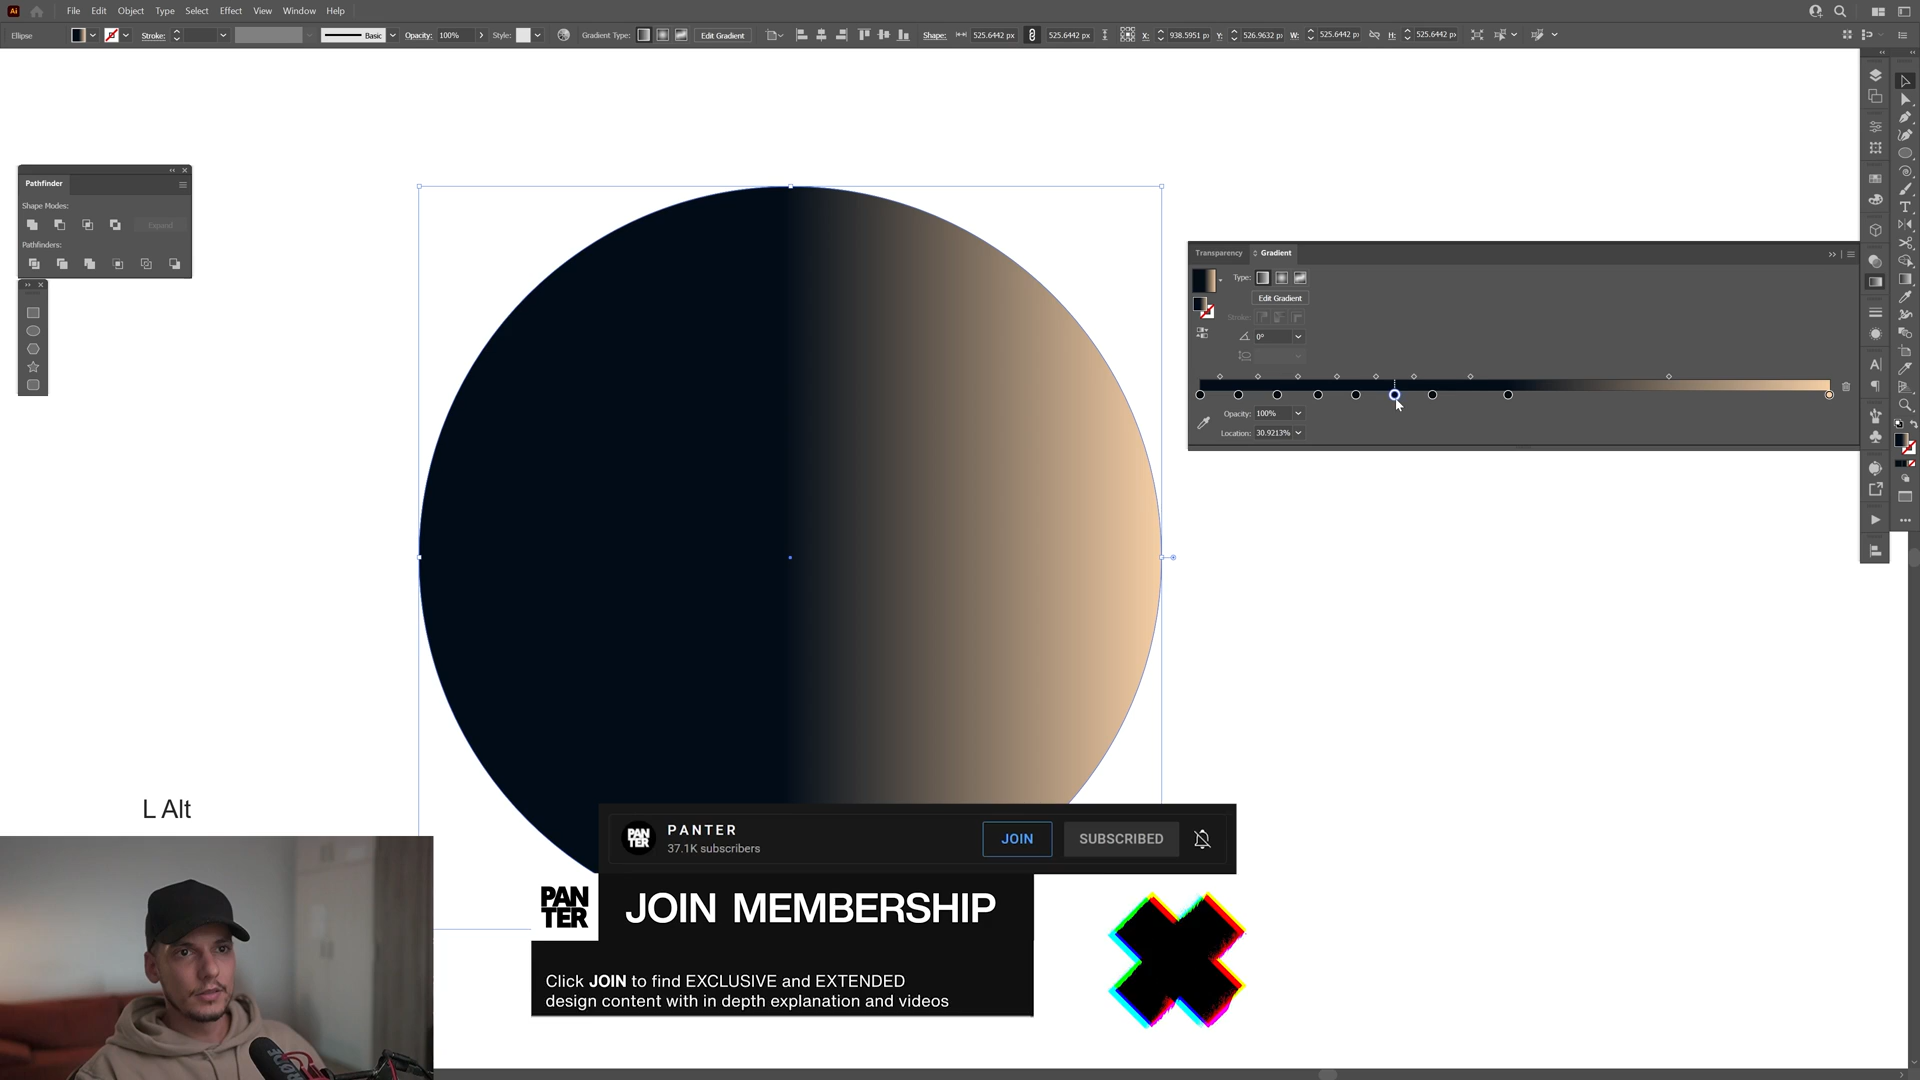 Ai File Edit Object Type Select Effect View Window Help
Ellipse Stroke: Basic Opacity: 100% Style: Gradient Type: Edit Gradient Shape: 525.6442 px 525.6442 px X: 938.5951 p Y: 526.9632 p W: 525.6442 p H: 525.6442 p
Pathfinder
Shape Modes:
Expand
Pathfinders:
Transparency Gradient
Type:
Edit Gradient
Stroke:
0°
Opacity: 100%
Location: 30.9213%
L Alt
PAN
TER
PANTER
37.1K subscribers
JOIN
SUBSCRIBED
PAN
TER
JOIN MEMBERSHIP
Click JOIN to find EXCLUSIVE and EXTENDED
design content with in depth explanation and videos